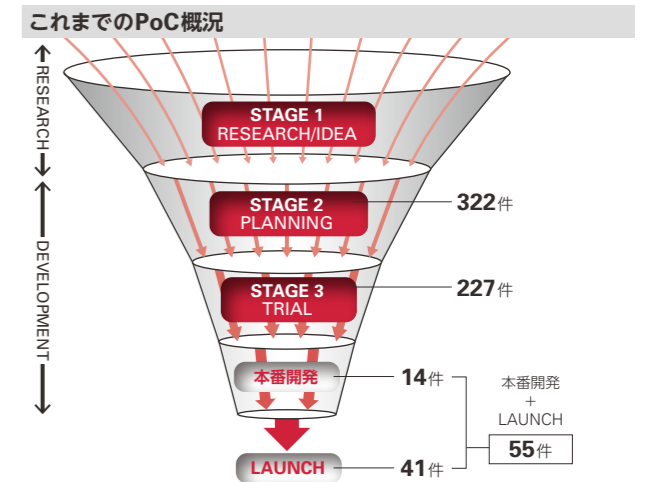 これまでのPoC概況
RESEARCH
STAGE 1
RESEARCH/IDEA
DEVELOPMENT
STAGE 2
PLANNING
322件
STAGE 3
TRIAL
227件
本番開発
14件
LAUNCH
41件
本番開発
+
LAUNCH
55件